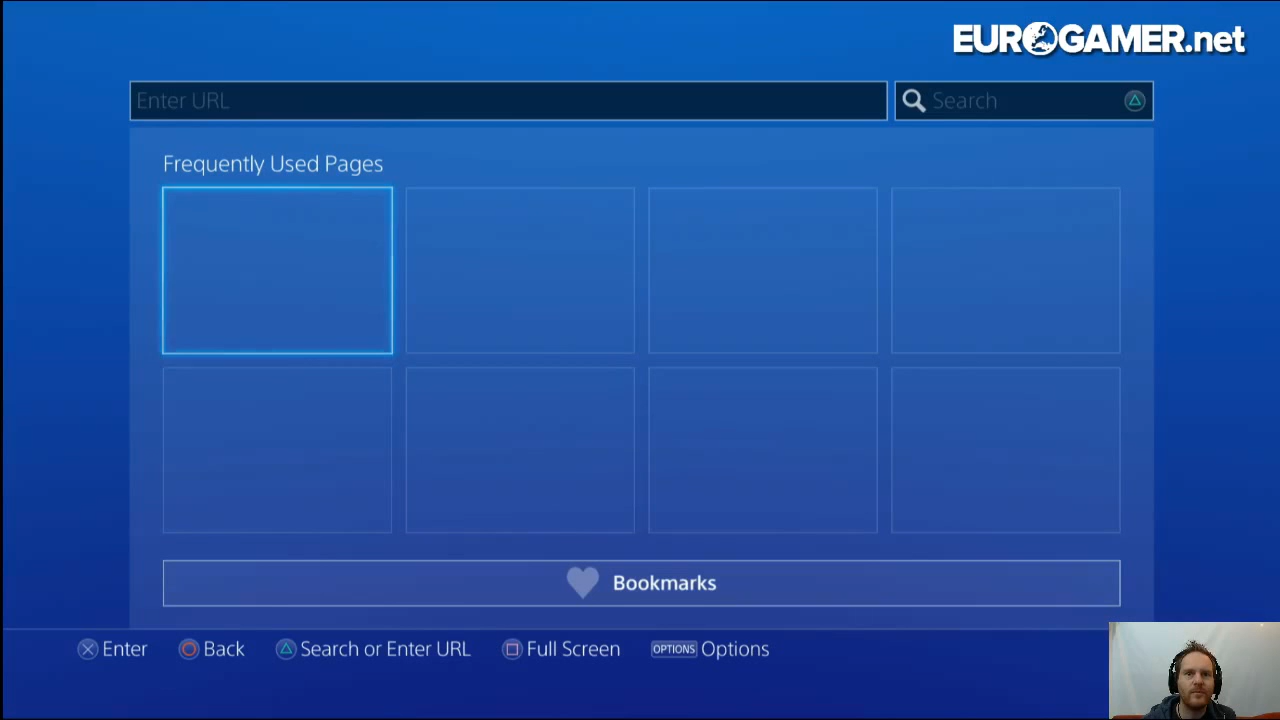 EUROGAMER.net
Enter URL
Search
Frequently Used Pages
Bookmarks
Enter Back Search or Enter URL Full Screen OPTIONS Options